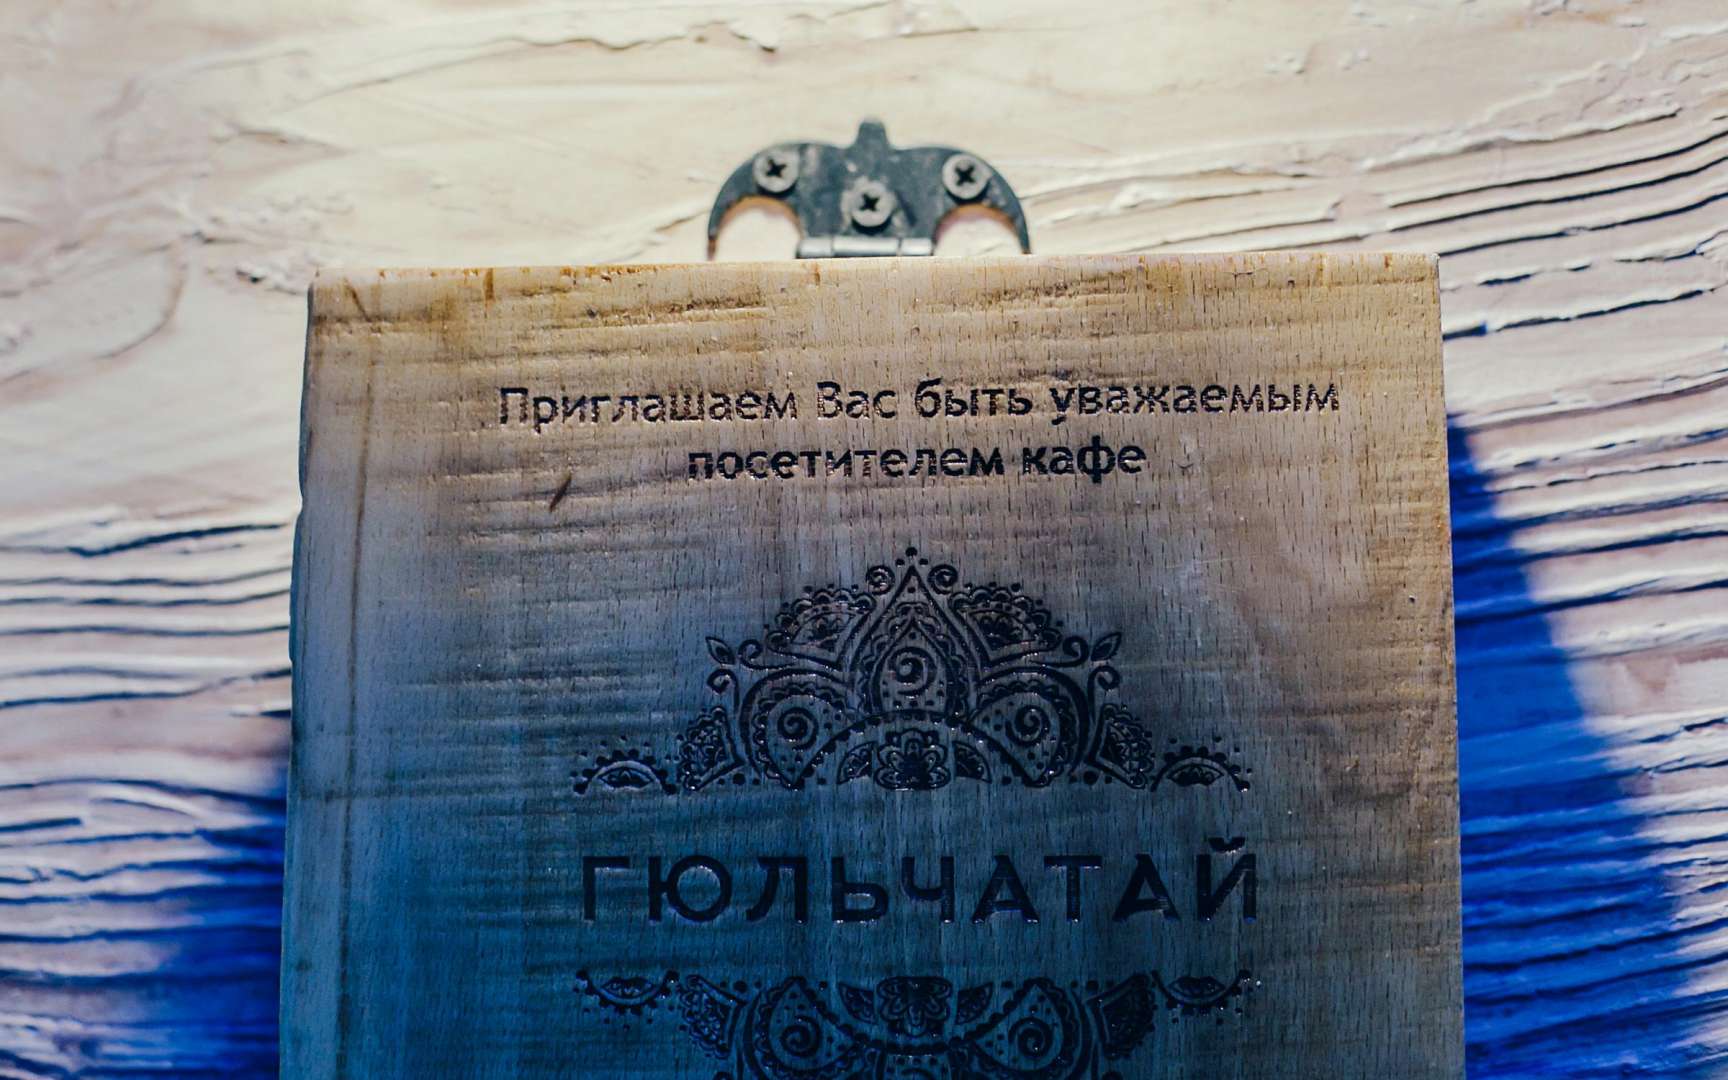 Приглашаем Вас быть уважаемым
посетителем кафе
ГЮЛЬЧАТАЙ